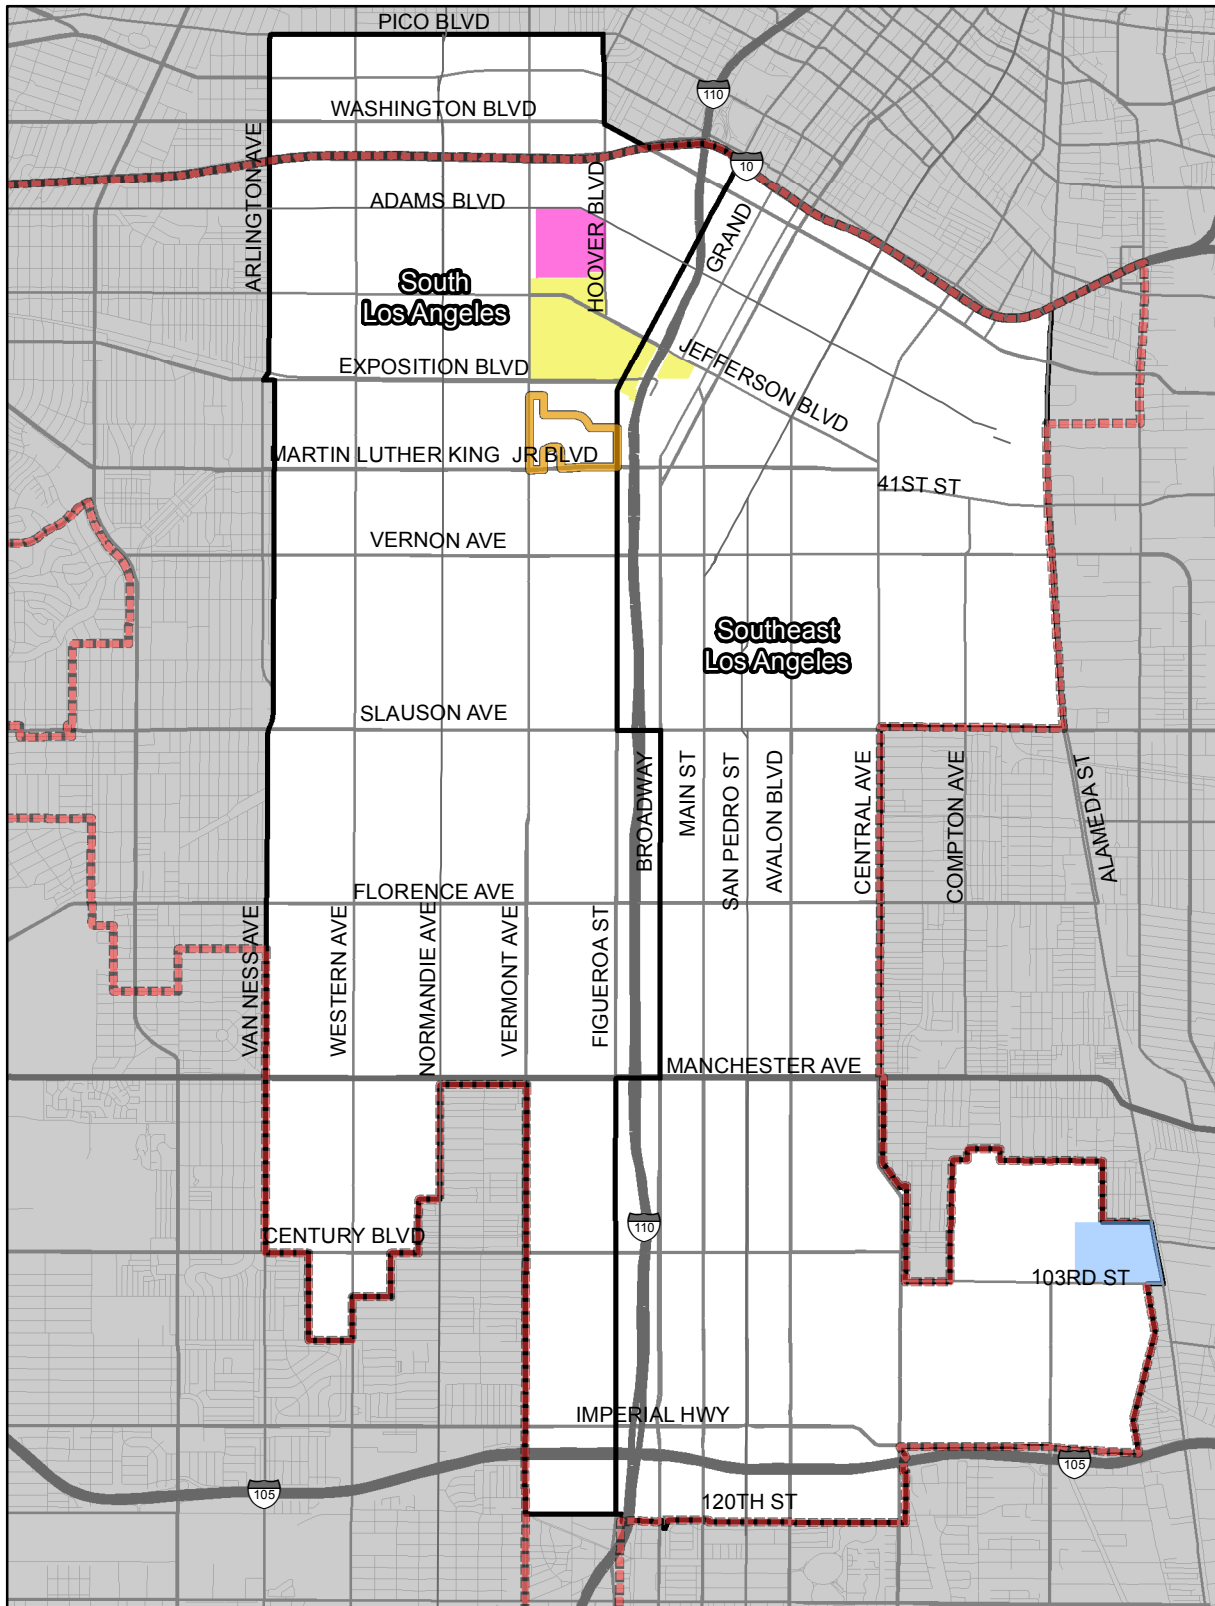 PICO BLVD
110
WASHINGTON BLVD
ARLINGTON AVE
10
HOOVER BLVD
ADAMS BLVD
GRAND
South
Los Angeles
JEFFERSON BLVD
EXPOSITION BLVD
MARTIN LUTHER KING JR BLVD
41ST ST
VERNON AVE
Southeast
Los Angeles
SLAUSON AVE
BROADWAY
MAIN ST
SAN PEDRO ST
AVALON BLVD
CENTRAL AVE
COMPTON AVE
ALAMEDA ST
FLORENCE AVE
VAN NESS AVE
WESTERN AVE
NORMANDIE AVE
VERMONT AVE
FIGUEROA ST
MANCHESTER AVE
110
CENTURY BLVD
103RD ST
IMPERIAL HWY
105
105
120TH ST